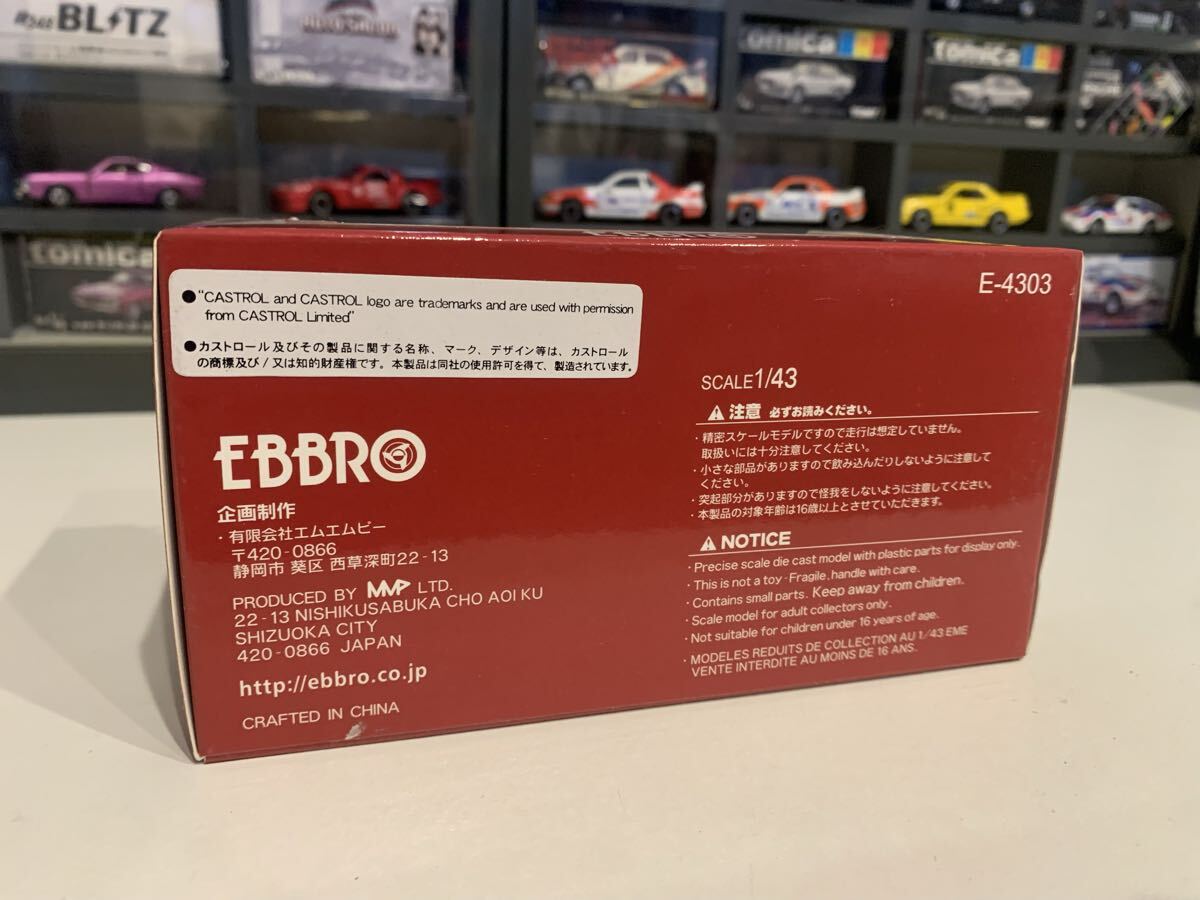 BLITZ
tomica
tomica
tomica
EBBRO
●"CASTROL and CASTROL logo are trademarks and are used with permission
from CASTROL Limited"
●カストロール及びその製品に関する名称、マーク、デザイン等は、カストロール
の商標及び/又は知的財産権です。本製品は同社の使用許可を得て、製造されています。
E-4303
EBBRO
企画制作
・有限会社エムエムピー
〒420-0866
静岡市 葵区 西草深町22-13
PRODUCED BY MMP LTD.
22-13 NISHIKUSABUKA CHO AOI KU
SHIZUOKA CITY
420-0866 JAPAN
http://ebbro.co.jp
CRAFTED IN CHINA
SCALE1/43
注意 必ずお読みください。
・精密スケールモデルですので走行は想定していません。
取扱いには十分注意してください。
・小さな部品がありますので飲み込んだりしないように注意して
ください。
・突起部分がありますので怪我をしないように注意してください。
・本製品の対象年齢は16歳以上とさせていただきます。
NOTICE
・Precise scale die cast model with plastic parts for display only.
・This is not a toy・Fragile, handle with care.
・Contains small parts. Keep away from children.
・Scale model for adult collectors only.
・Not suitable for children under 16 years of age.
・MODELES REDUITS DE COLLECTION AU 1/43 EME
VENTE INTERDITE AU MOINS DE 16 ANS.